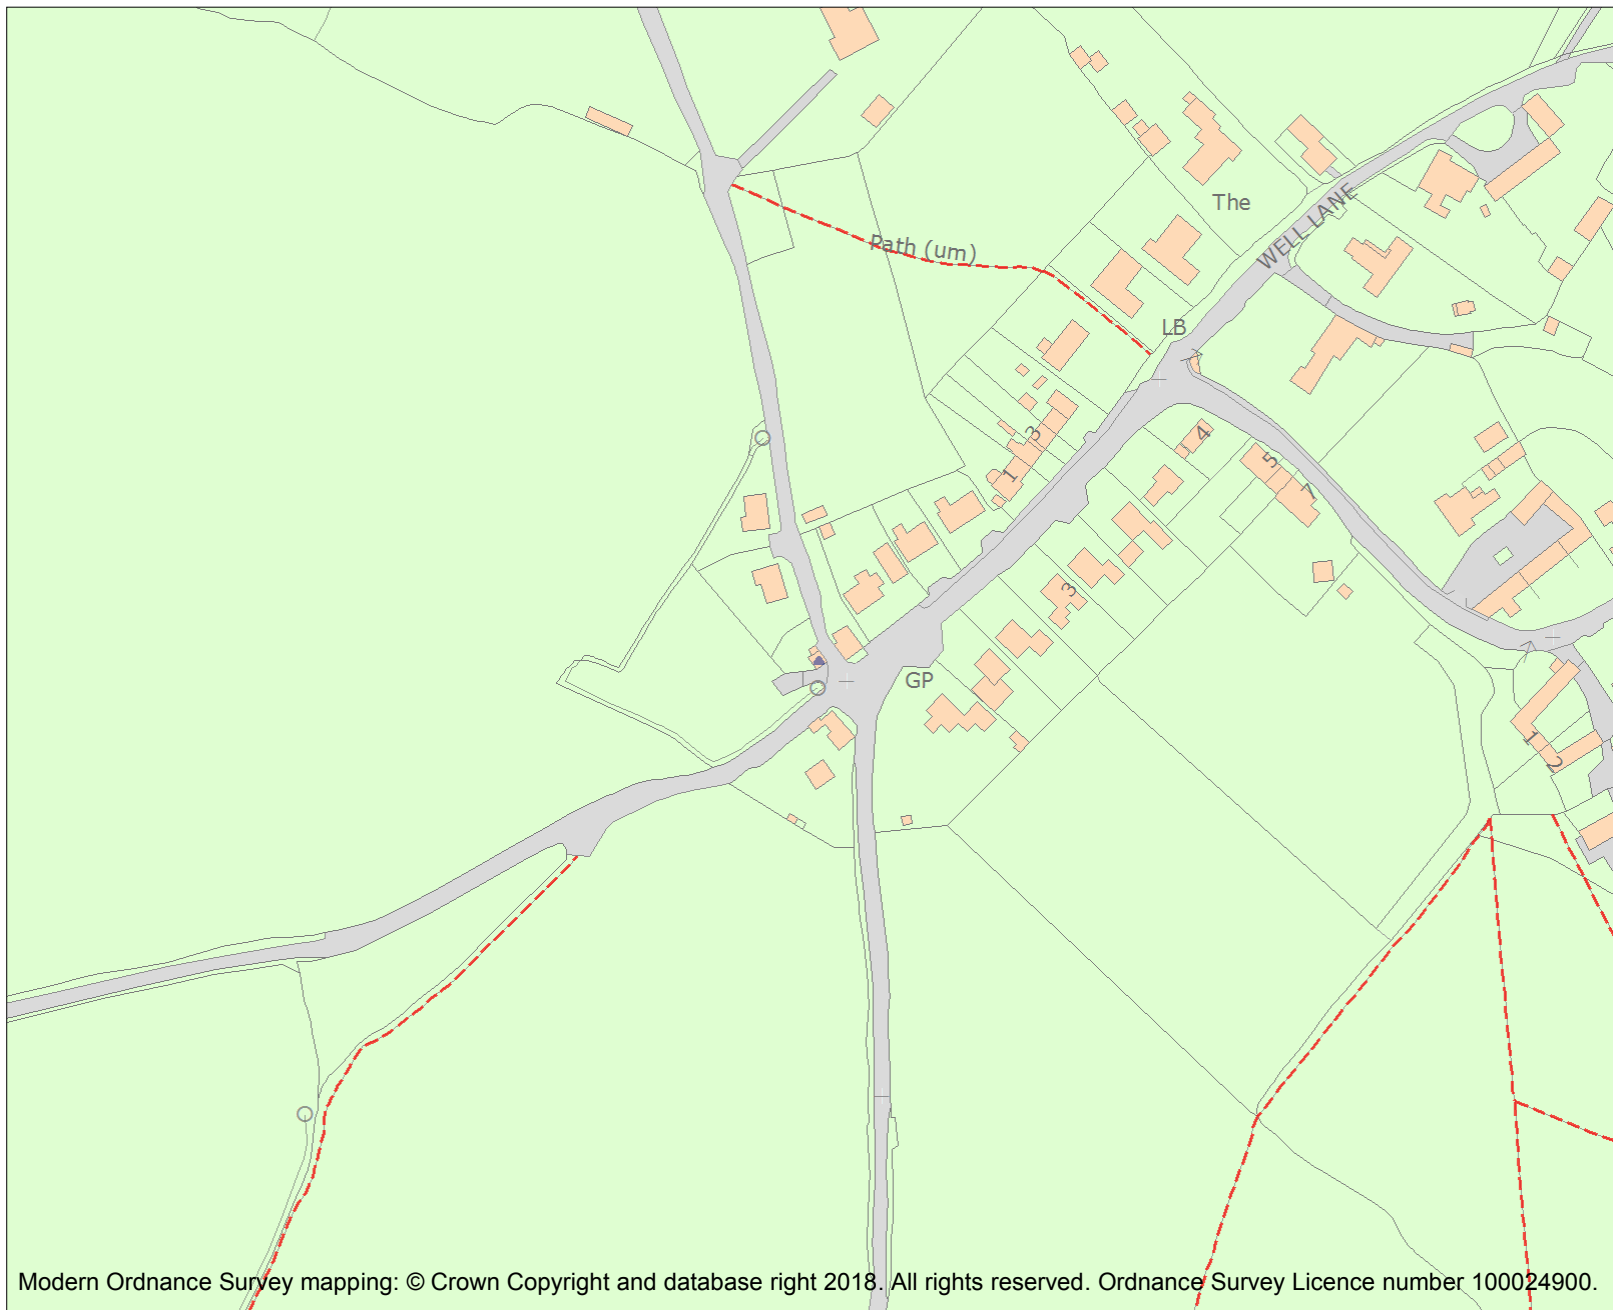 The
WELL LANE
Path (um)
LB
3
1
4
5
7
3
GP
1
2
Modern Ordnance Survey mapping: © Crown Copyright and database right 2018. All rights reserved. Ordnance Survey Licence number 100024900.